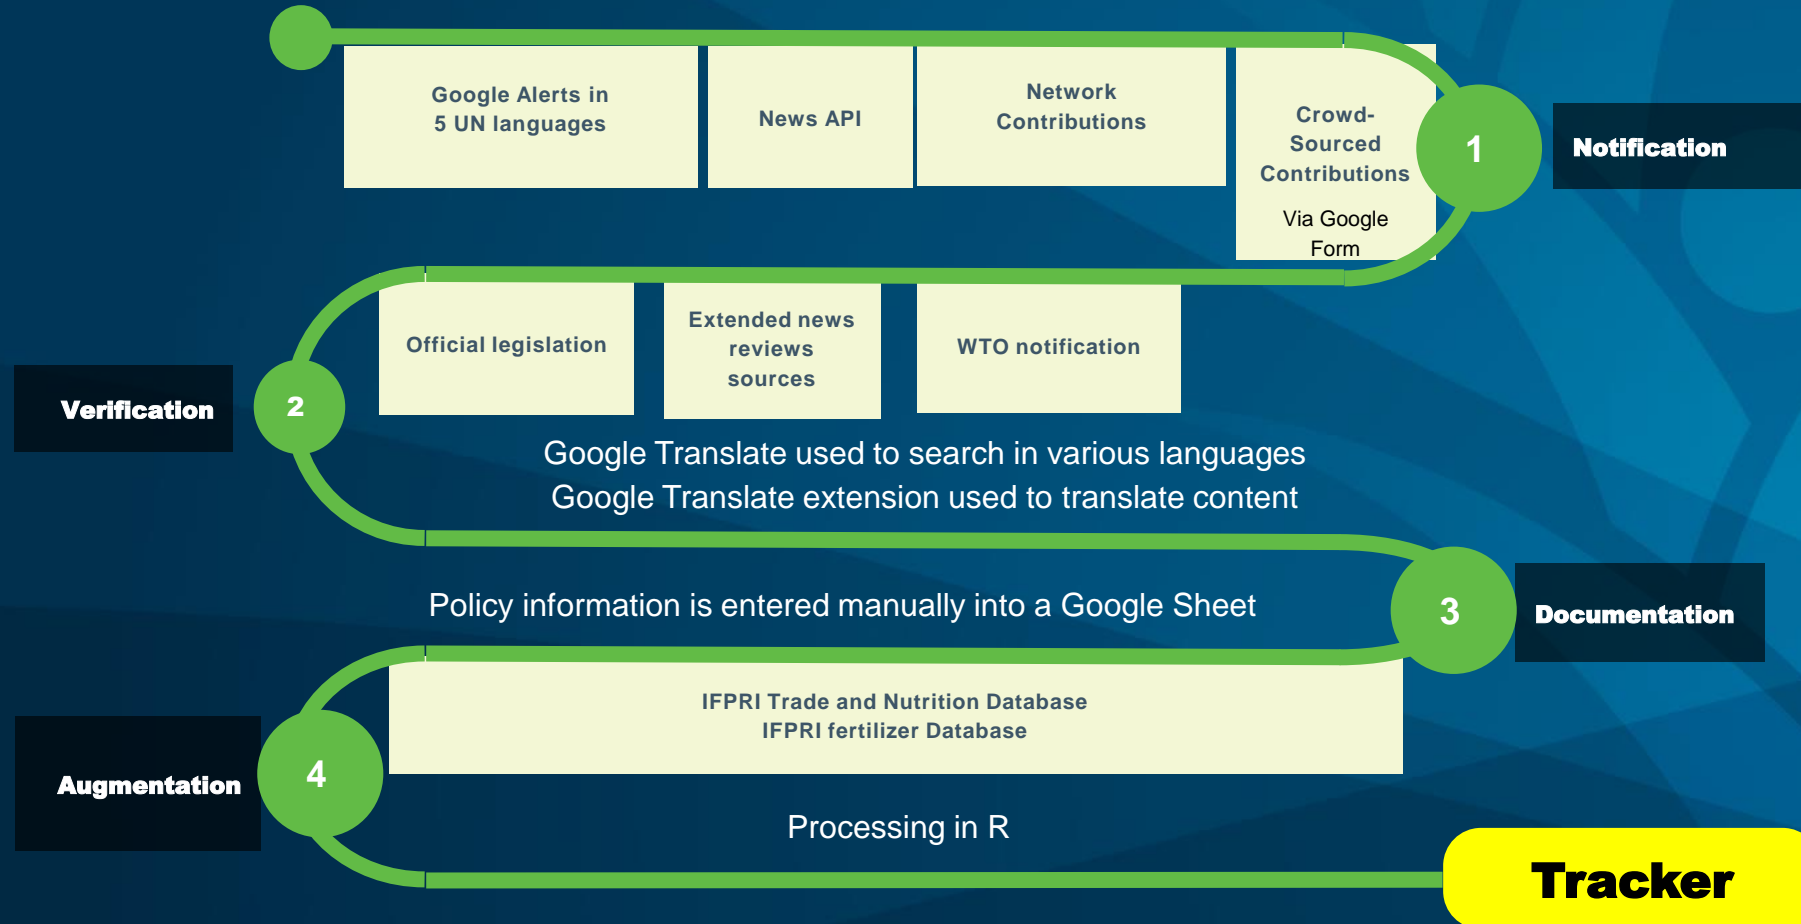 Google Alerts in
5 UN languages
News API
Network
Contributions
Crowd-
Sourced
Contributions
Via Google
Form
1
Notification
Official legislation
Extended news
reviews
sources
WTO notification
Verification
2
Google Translate used to search in various languages
Google Translate extension used to translate content
Policy information is entered manually into a Google Sheet
3
Documentation
IFPRI Trade and Nutrition Database
IFPRI fertilizer Database
Augmentation
4
Processing in R
Tracker